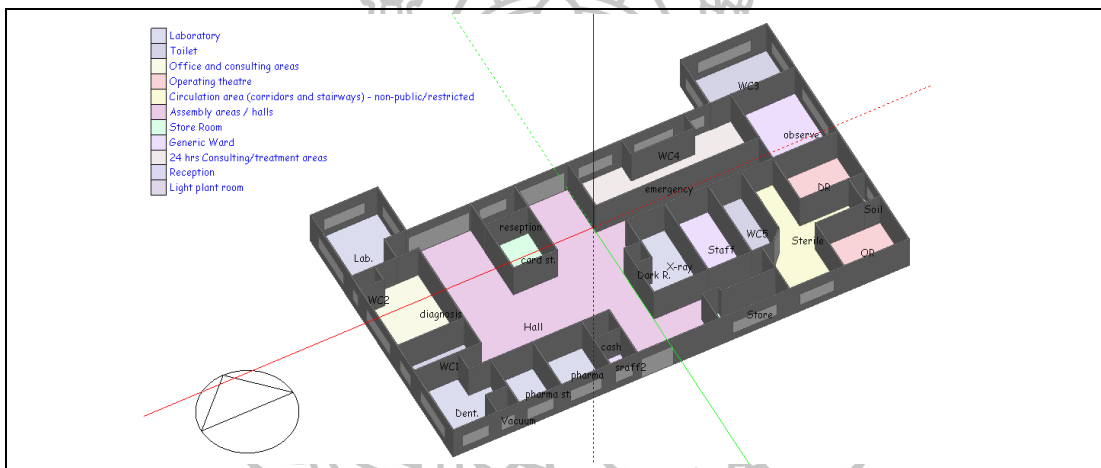 Laboratory
Toilet
Office and consulting areas
Operating theatre
Circulation area (corridors and stairways) - non-public/restricted
Assembly areas / halls
Store Room
Generic Ward
24 hrs Consulting/treatment areas
Reception
Light plant room
WC3
observe
WC4
emergency
DR
Soil
reseption
WC5
Sterile
Staff
OR
Lab.
card st.
X-ray
Dark R.
WC2
diagnosis
Hall
Store
cash
WC1
sraff2
pharma
pharma st.
Dent.
Vacuum